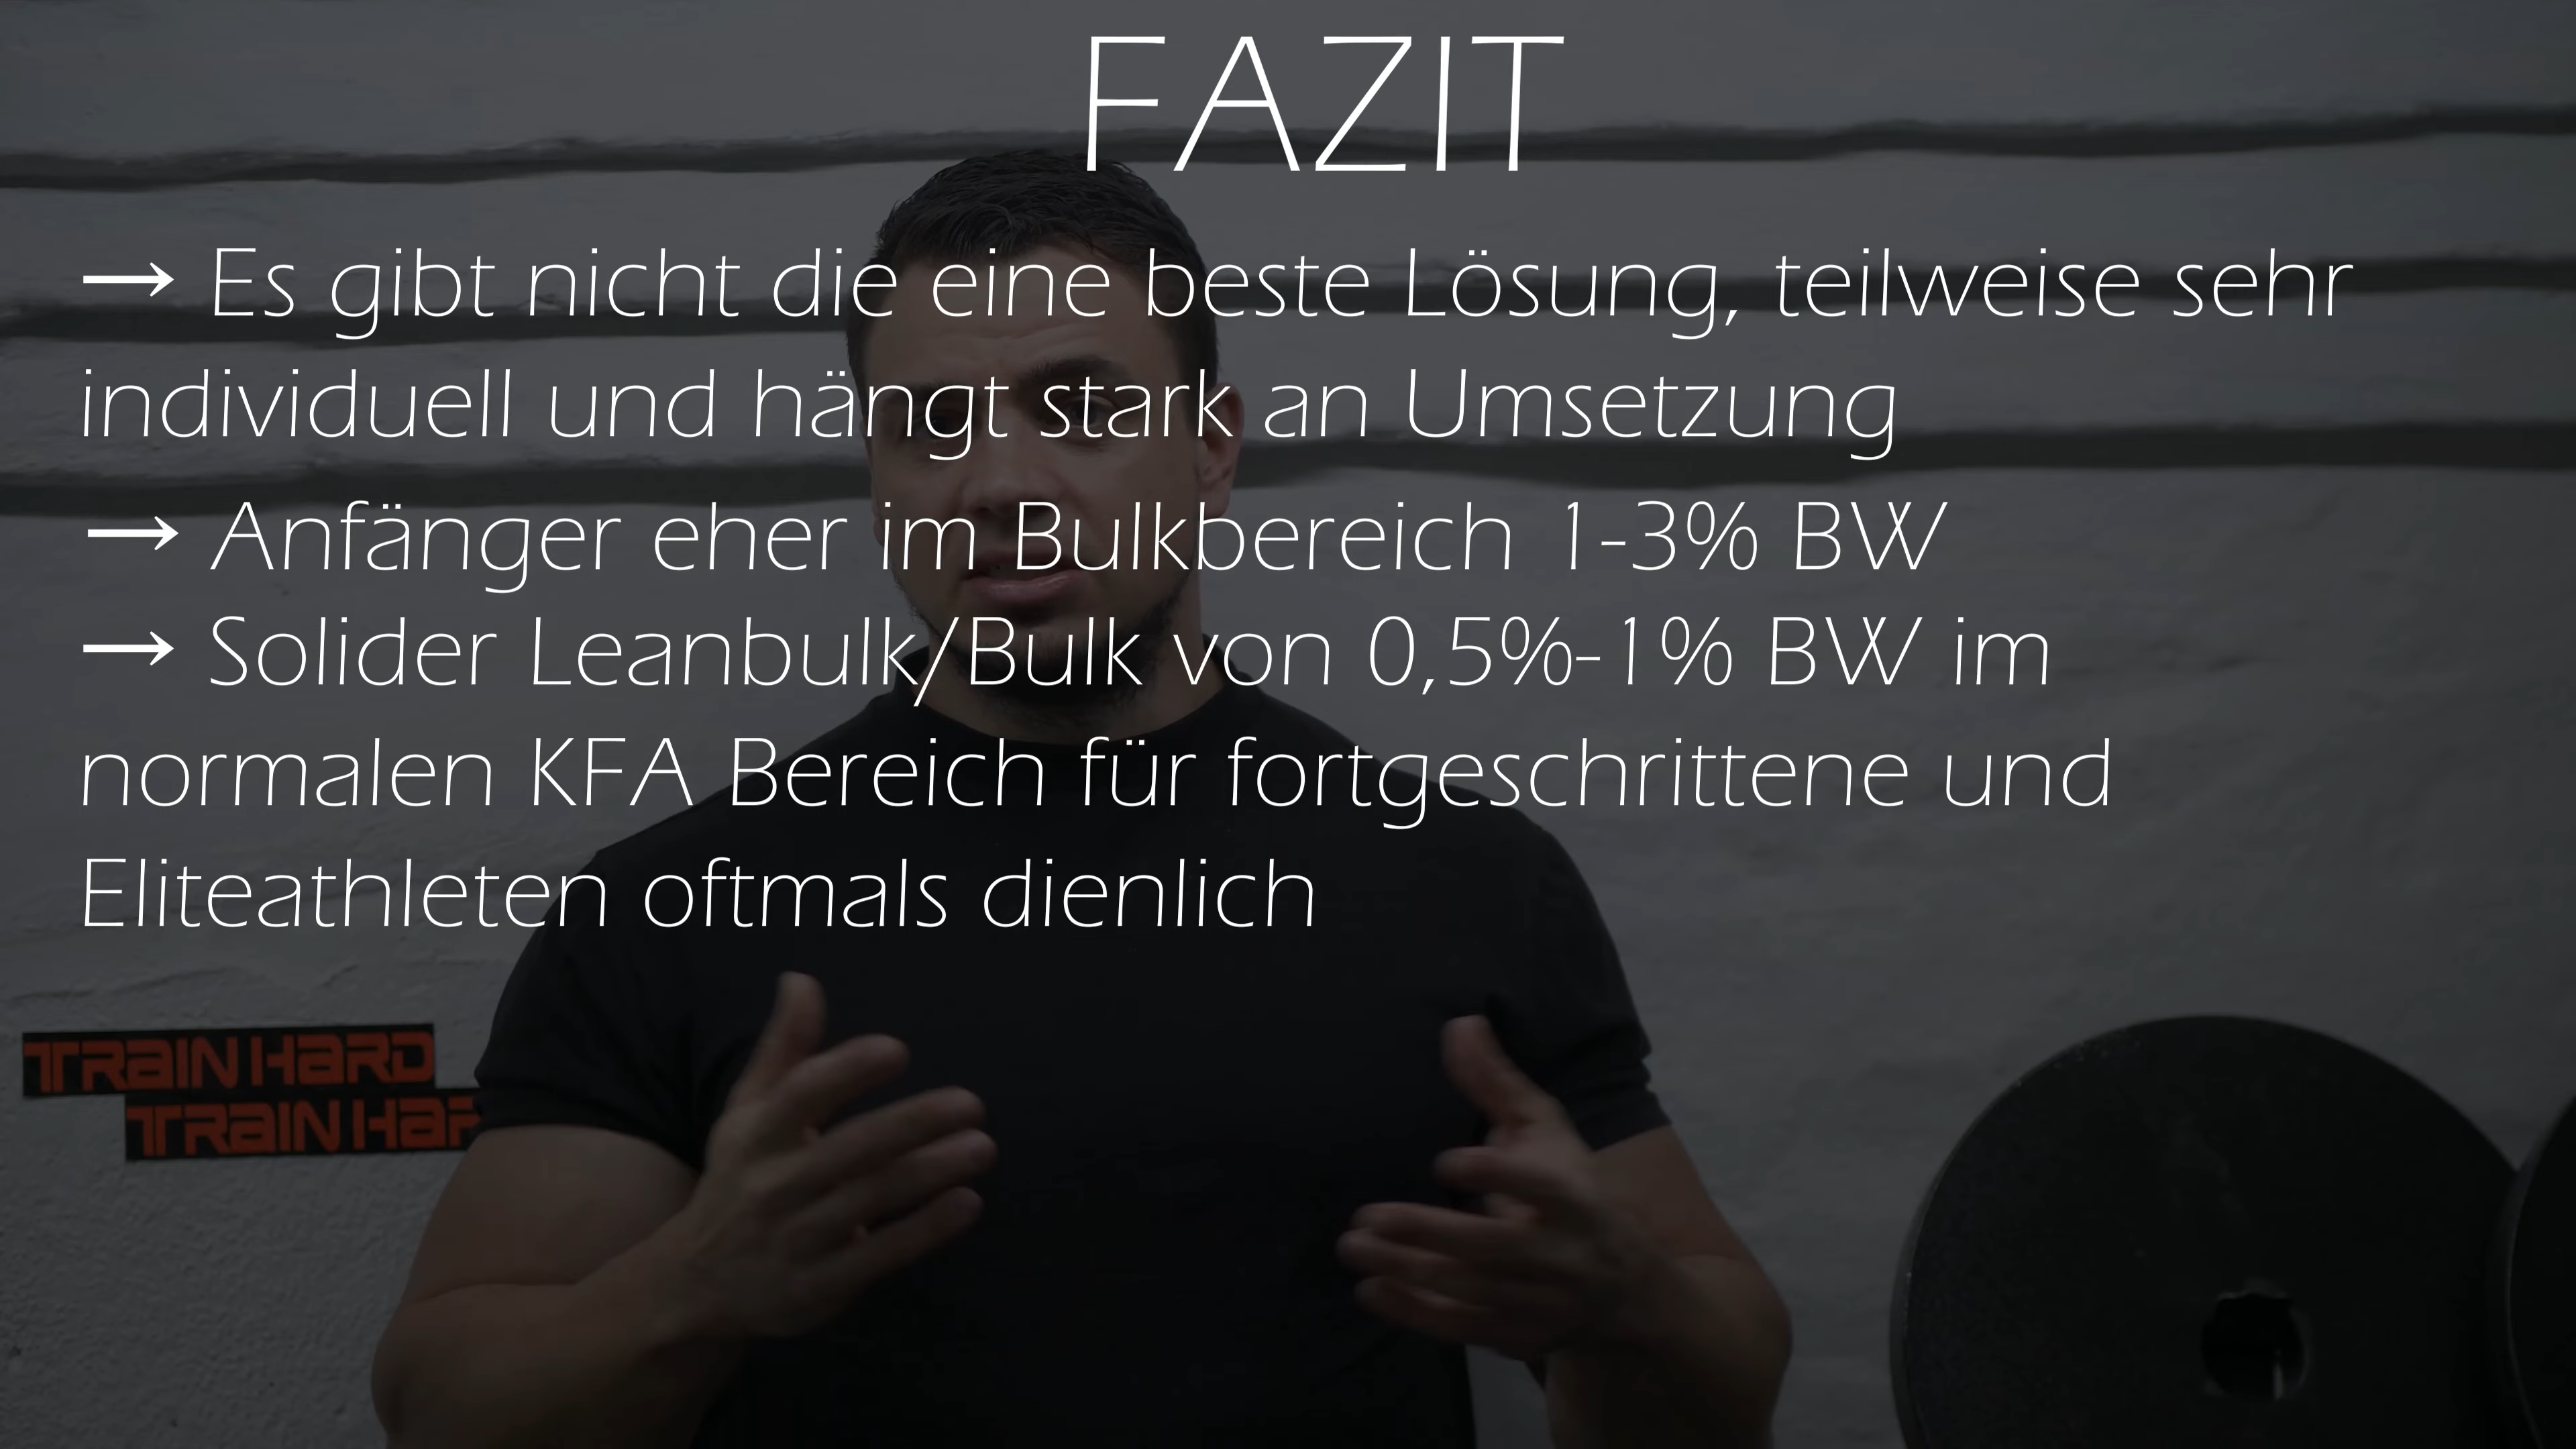 FAZIT
→ Es gibt nicht die eine beste Lösung, teilweise sehr
individuell und hängt stark an Umsetzung
→ Anfänger eher im Bulkbereich 1-3% BW
→ Solider Leanbulk/Bulk von 0,5%-1% BW im
normalen KFA Bereich für fortgeschrittene und
Eliteathleten oftmals dienlich
TRAIN HARD
TRAIN HAR